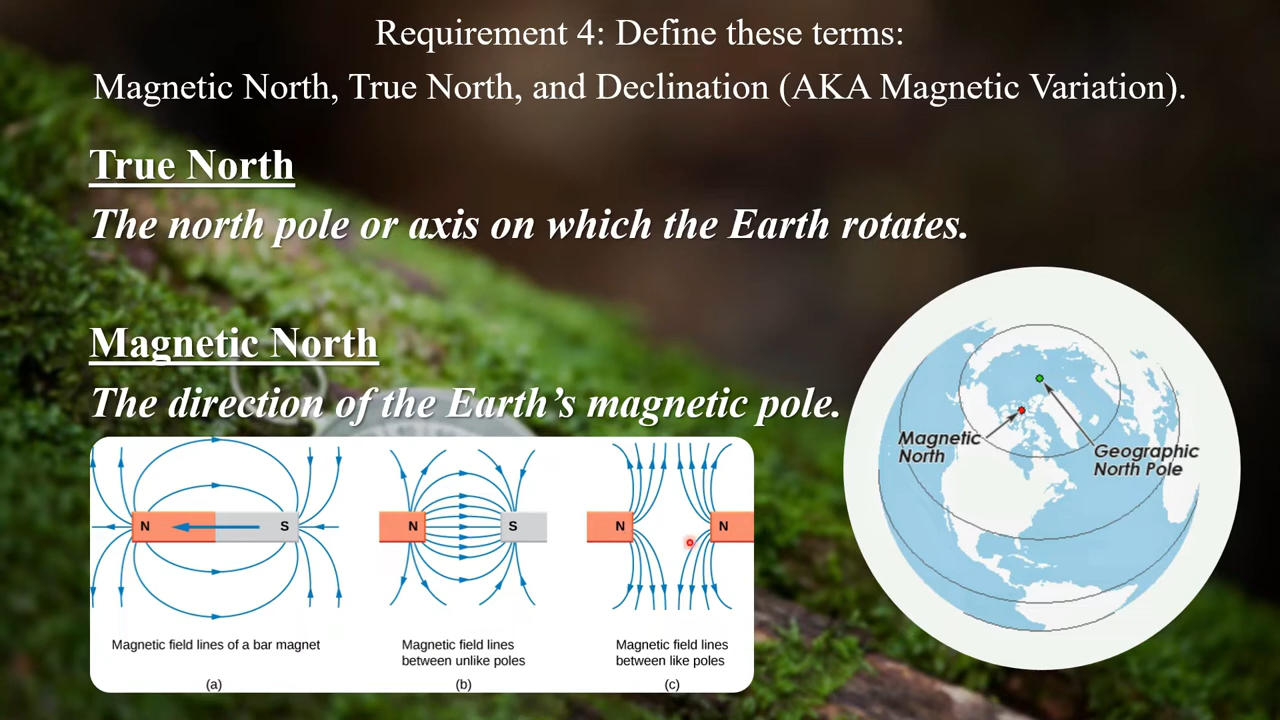 Requirement 4: Define these terms:
Magnetic North, True North, and Declination (AKA Magnetic Variation).
True North
The north pole or axis on which the Earth rotates.
Magnetic North
The direction of the Earth’s magnetic pole.
N
S
Magnetic field lines of a bar magnet
(a)
N
S
Magnetic field lines
between unlike poles
(b)
N
N
Magnetic field lines
between like poles
(c)
Magnetic
North
Geographic
North Pole